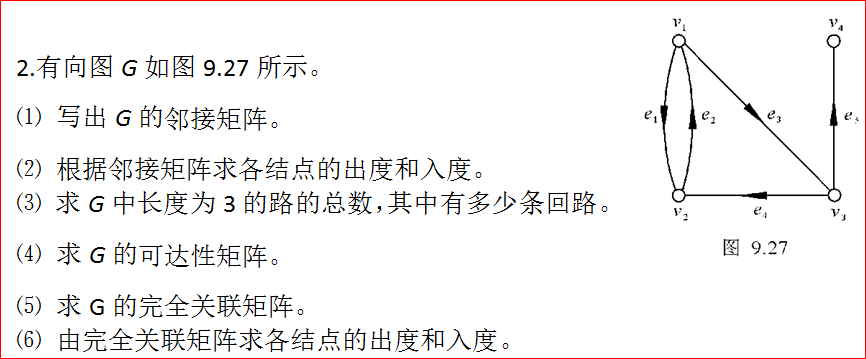 2.有向图 G 如图 9.27 所示。
⑴ 写出 G 的邻接矩阵。
⑵ 根据邻接矩阵求各结点的出度和入度。
⑶ 求 G 中长度为 3 的路的总数,其中有多少条回路。
⑷ 求 G 的可达性矩阵。
⑸ 求 G 的完全关联矩阵。
⑹ 由完全关联矩阵求各结点的出度和入度。
v₁
v₄
e₁
e₂
e₃
e₅
v₂
e₄
v₃
图 9.27